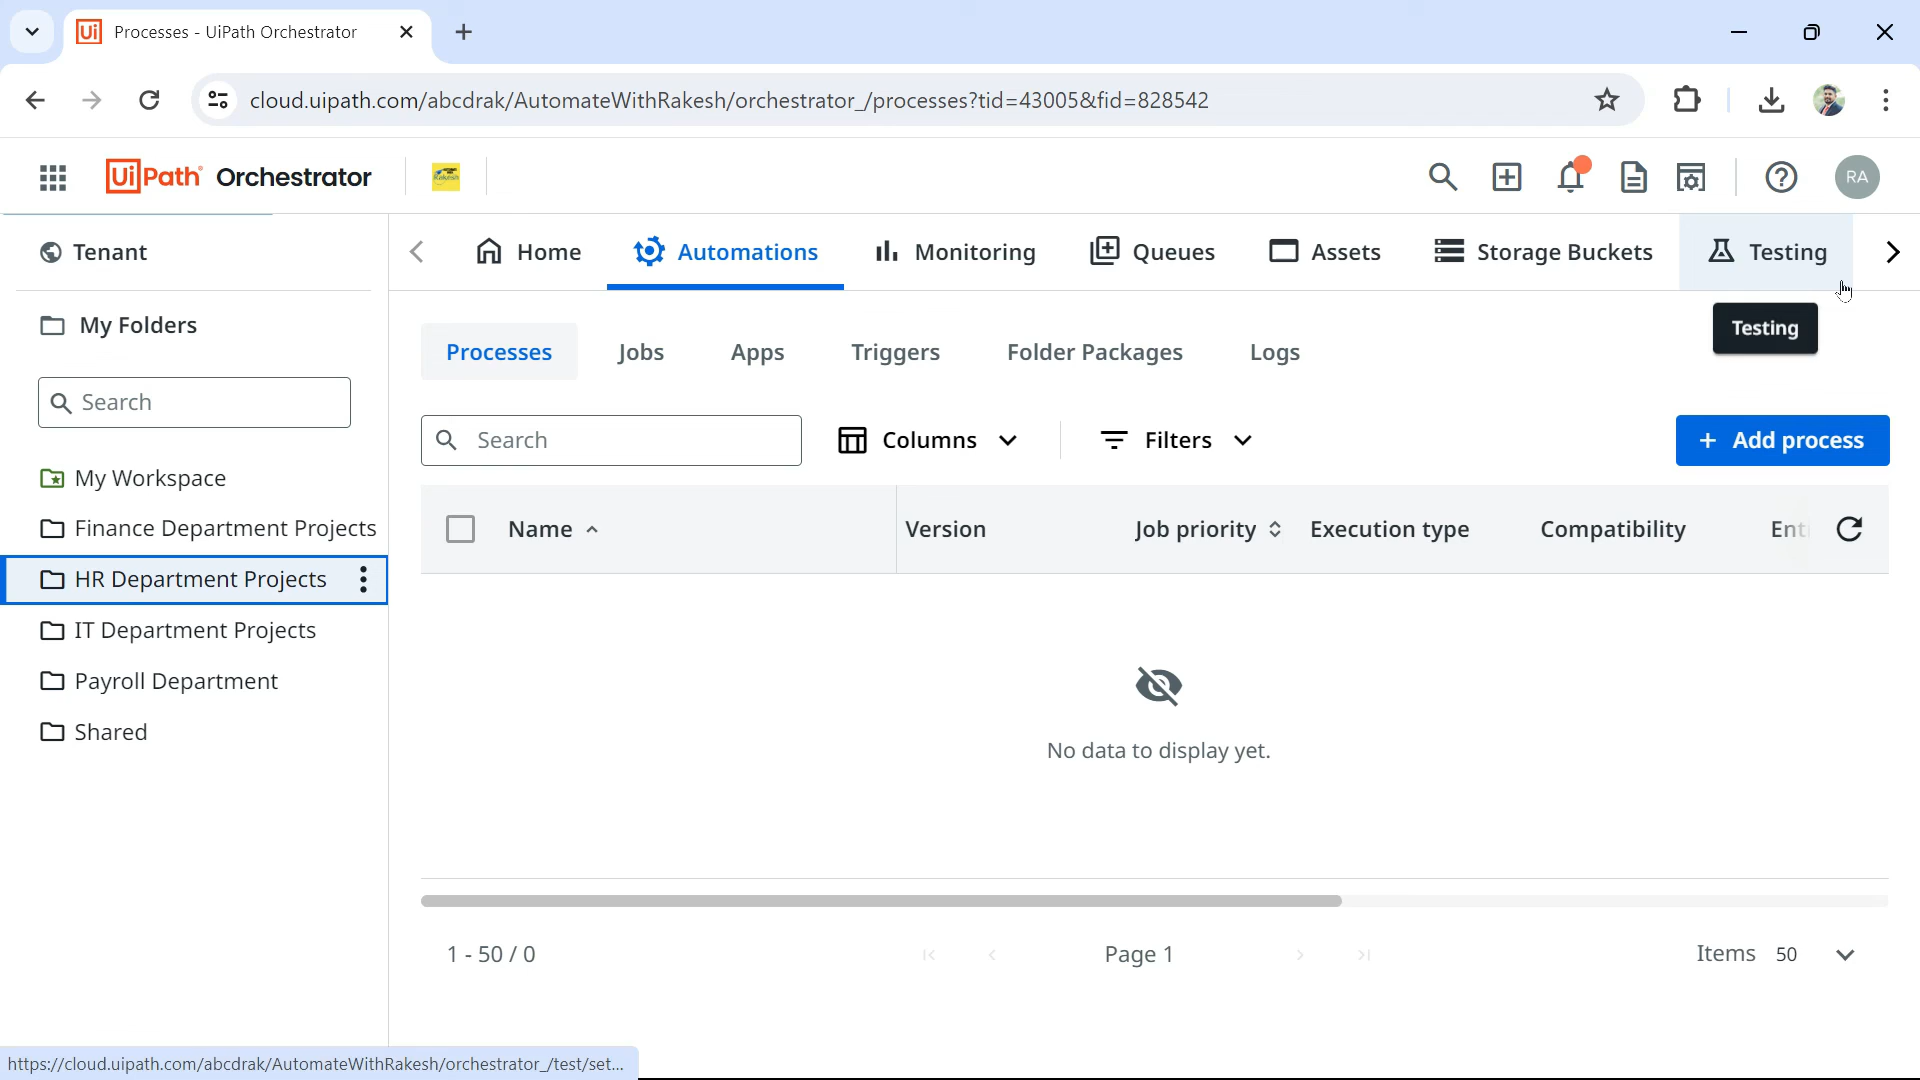 Processes - UiPath Orchestrator
cloud.uipath.com/abcdrak/AutomateWithRakesh/orchestrator_/processes?tid=43005&fid=828542
UiPath Orchestrator
RA
Tenant
Home
Automations
Monitoring
Queues
Assets
Storage Buckets
Testing
My Folders
Testing
Processes
Jobs
Apps
Triggers
Folder Packages
Logs
Search
Search
Columns
Filters
+ Add process
My Workspace
Finance Department Projects
HR Department Projects
IT Department Projects
Payroll Department
Shared
Name
Version
Job priority
Execution type
Compatibility
Ent
No data to display yet.
1 - 50 / 0
Page 1
Items 50
https://cloud.uipath.com/abcdrak/AutomateWithRakesh/orchestrator_/test/set...